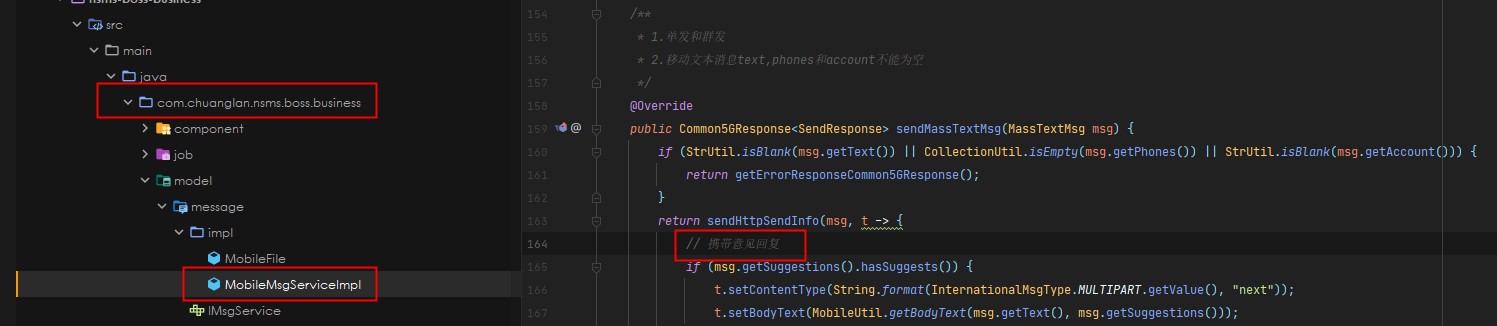 nsms-boss-business
src
main
java
com.chuanglan.nsms.boss.business
component
job
model
message
impl
MobileFile
MobileMsgServiceImpl
IMsgService
154 /**
155 * 1.单发和群发
156 * 2.移动文本消息text,phones和account不能为空
157 */
158 @Override
159 @ public Common5GResponse<SendResponse> sendMassTextMsg(MassTextMsg msg) {
160 if (StrUtil.isBlank(msg.getText()) || CollectionUtil.isEmpty(msg.getPhones()) || StrUtil.isBlank(msg.getAccount())) {
161 return getErrorResponseCommon5GResponse();
162 }
163 return sendHttpSendInfo(msg, t -> {
164 // 携带意见回复
165 if (msg.getSuggestions().hasSuggests()) {
166 t.setContentType(String.format(InternationalMsgType.MULTIPART.getValue(), "next"));
167 t.setBodyText(MobileUtil.getBodyText(msg.getText(), msg.getSuggestions()));